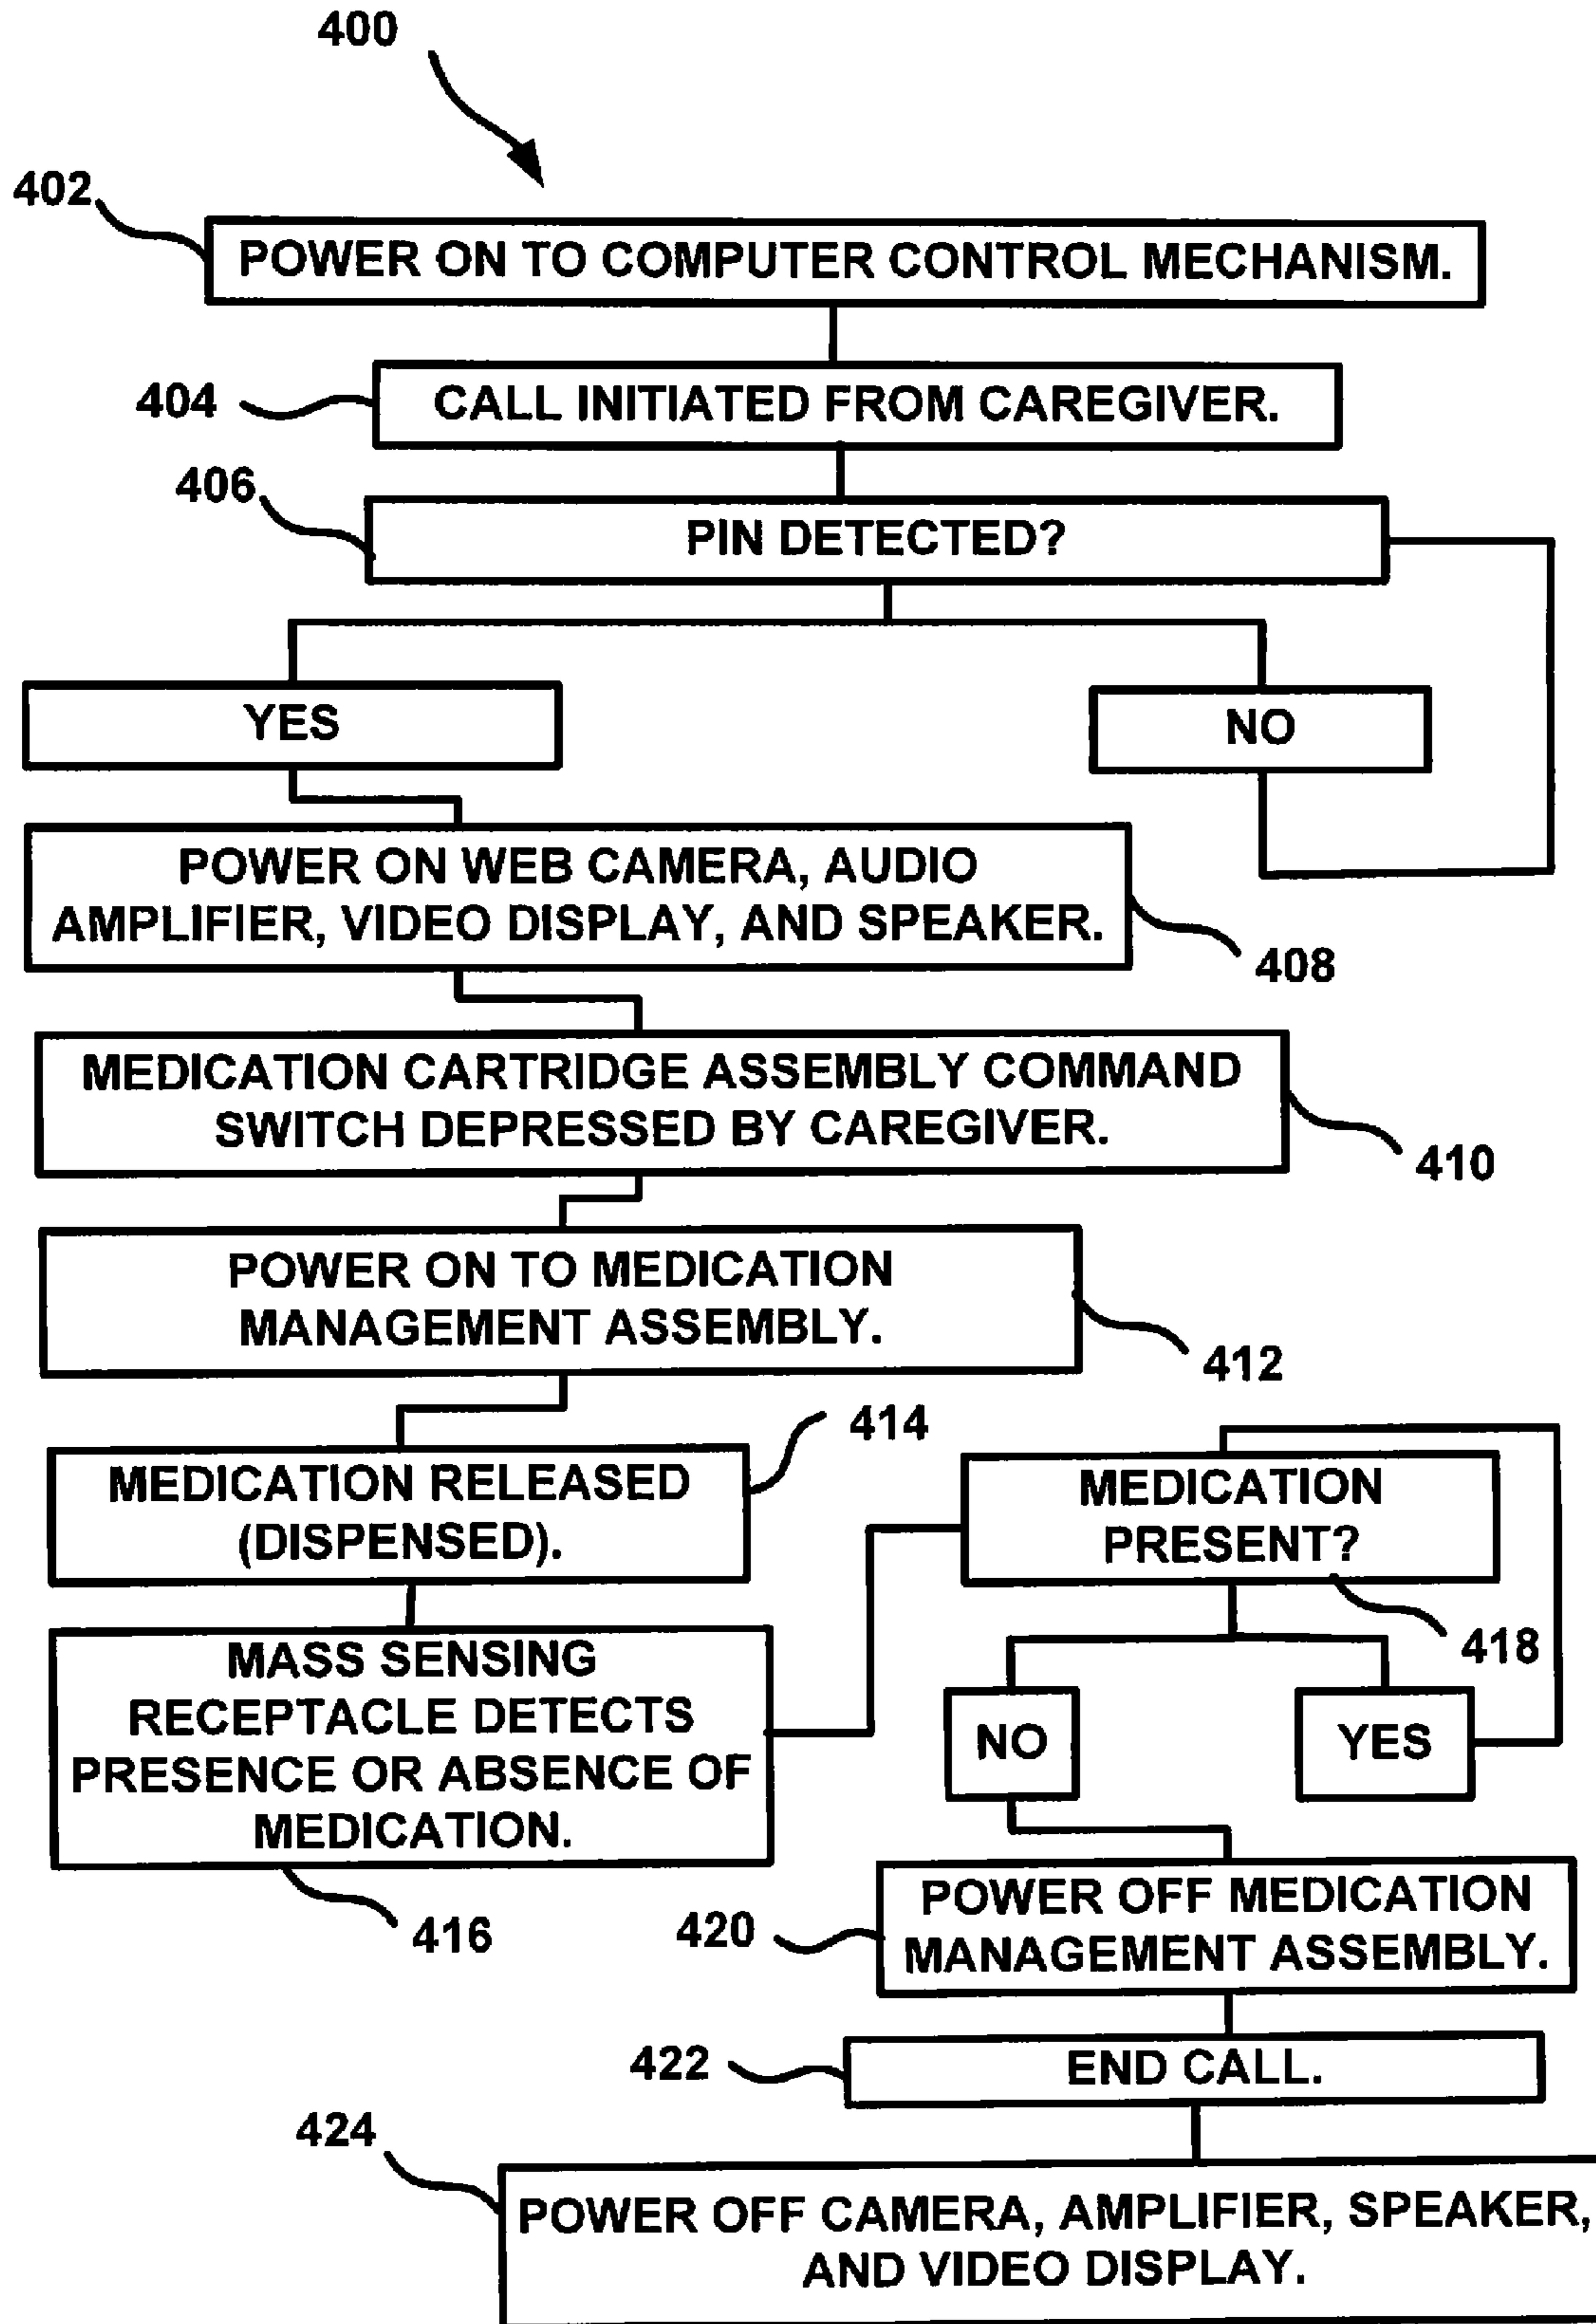 400
402
POWER ON TO COMPUTER CONTROL MECHANISM.
404
CALL INITIATED FROM CAREGIVER.
406
PIN DETECTED?
YES
NO
POWER ON WEB CAMERA, AUDIO
AMPLIFIER, VIDEO DISPLAY, AND SPEAKER.
408
MEDICATION CARTRIDGE ASSEMBLY COMMAND
SWITCH DEPRESSED BY CAREGIVER.
410
POWER ON TO MEDICATION
MANAGEMENT ASSEMBLY.
412
414
MEDICATION RELEASED
(DISPENSED).
MASS SENSING
RECEPTACLE DETECTS
PRESENCE OR ABSENCE OF
MEDICATION.
416
MEDICATION
PRESENT?
418
NO
YES
420
POWER OFF MEDICATION
MANAGEMENT ASSEMBLY.
422
END CALL.
424
POWER OFF CAMERA, AMPLIFIER, SPEAKER,
AND VIDEO DISPLAY.